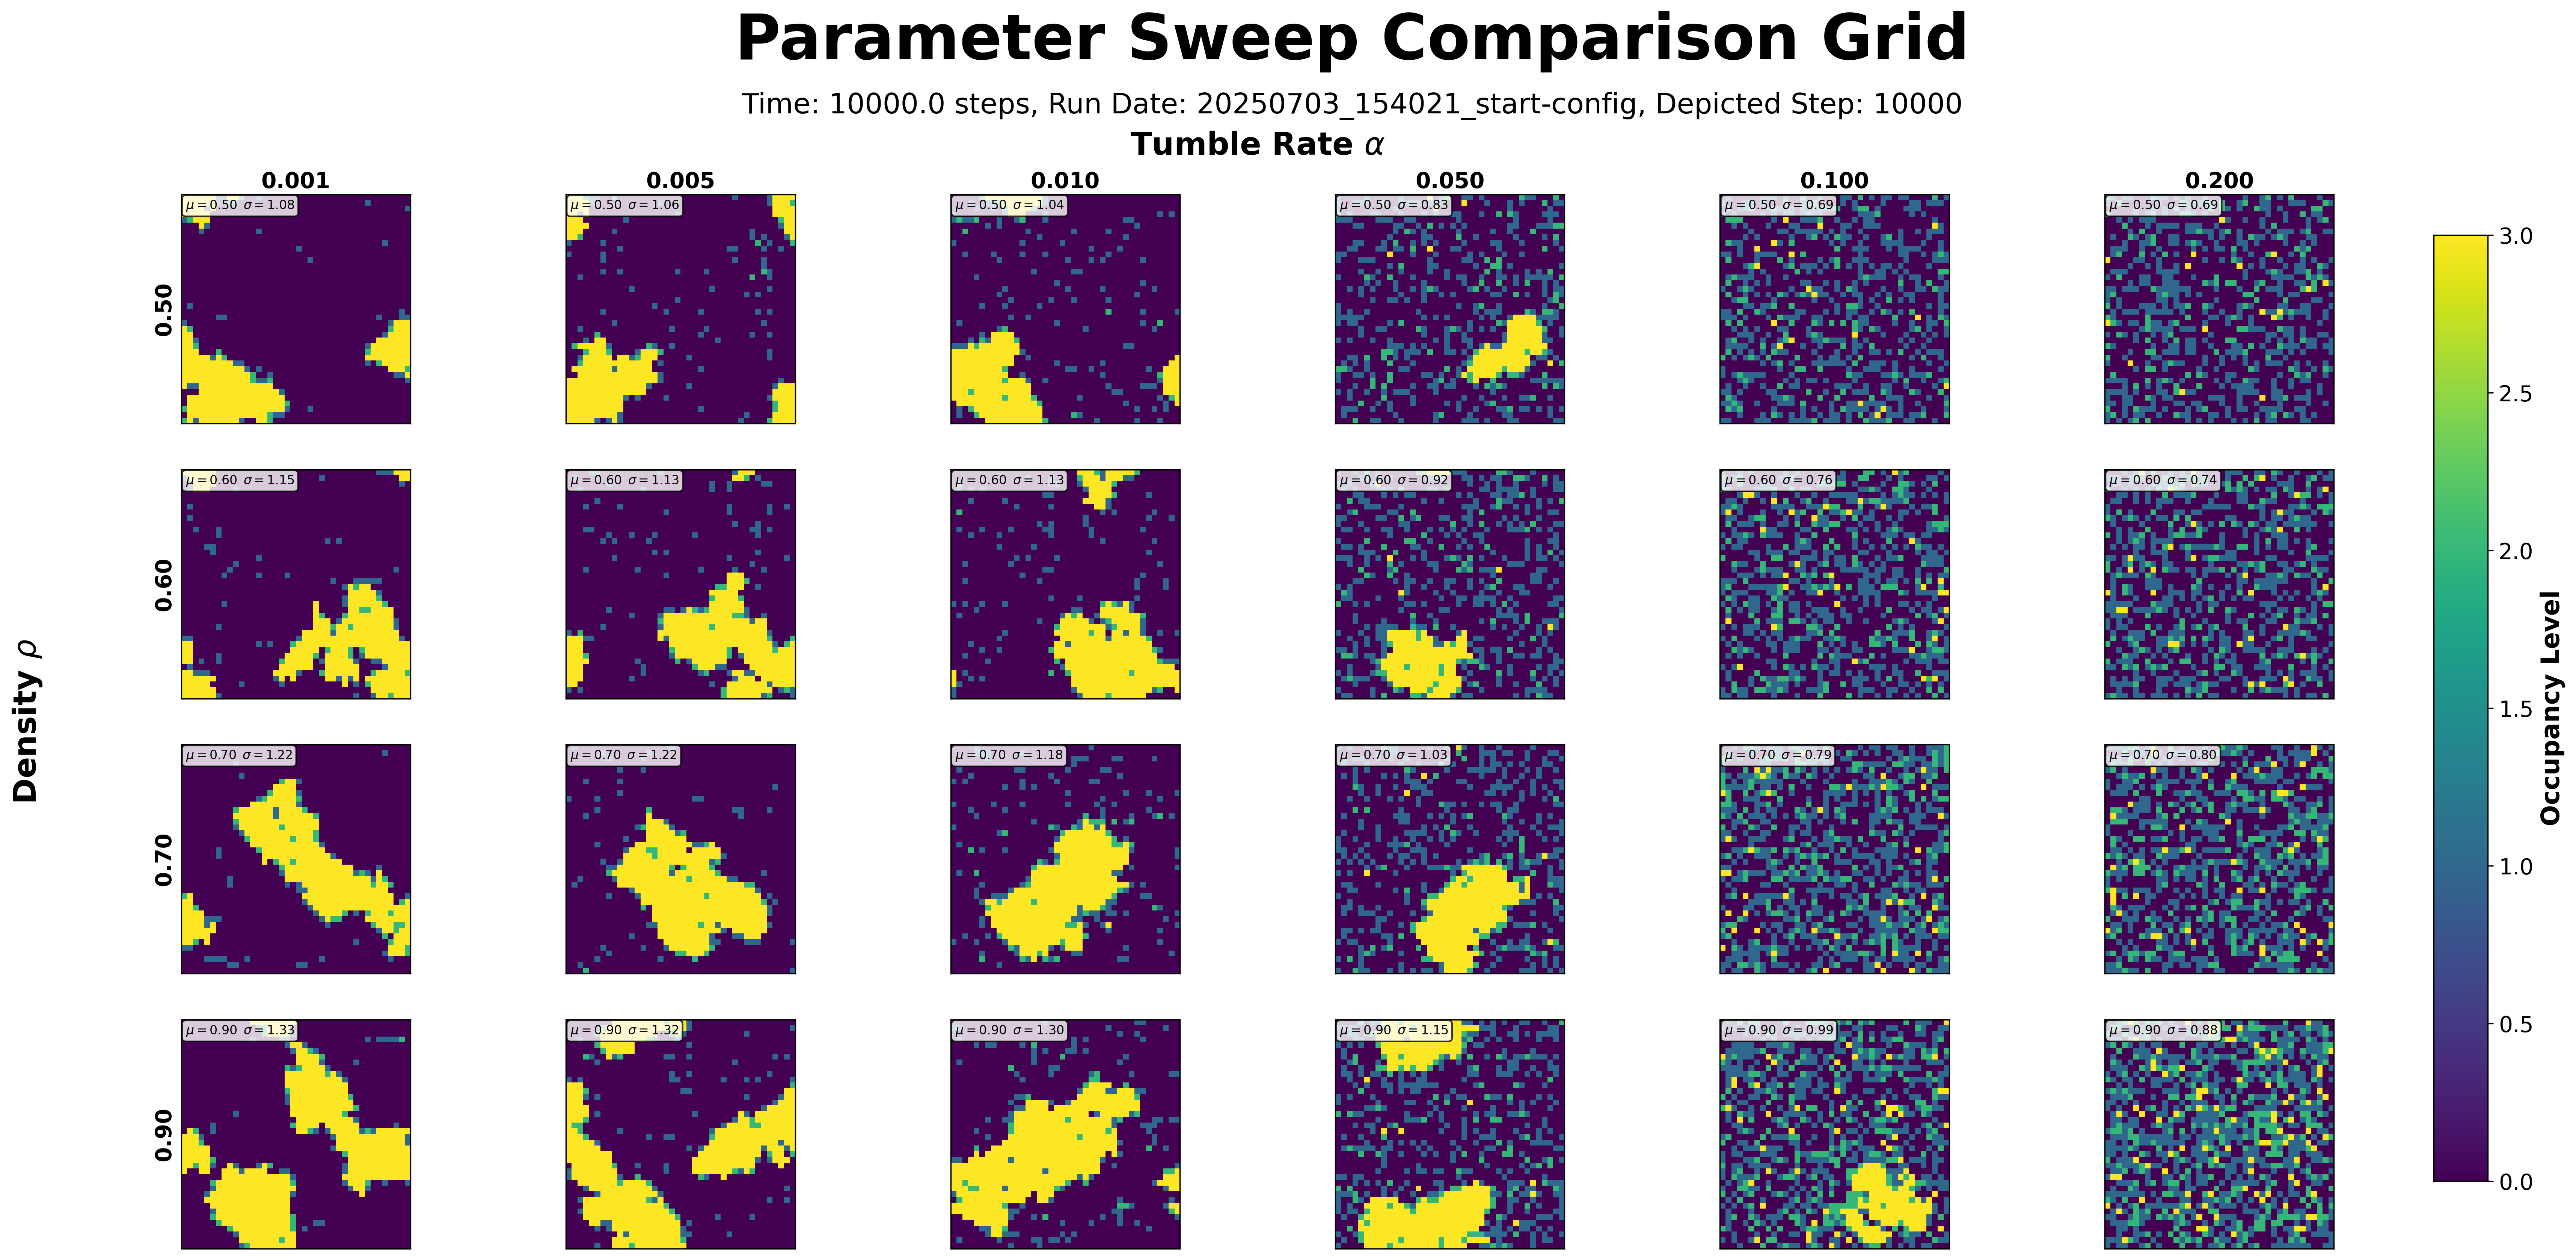 Parameter Sweep Comparison Grid
Time: 10000.0 steps, Run Date: 20250703_154021_start-config, Depicted Step: 10000
Tumble Rate α
0.001 0.005 0.010 0.050 0.100 0.200
Density ρ
0.50
μ = 0.50 σ = 1.08
μ = 0.50 σ = 1.06
μ = 0.50 σ = 1.04
μ = 0.50 σ = 0.83
μ = 0.50 σ = 0.69
μ = 0.50 σ = 0.69
0.60
μ = 0.60 σ = 1.15
μ = 0.60 σ = 1.13
μ = 0.60 σ = 1.13
μ = 0.60 σ = 0.92
μ = 0.60 σ = 0.76
μ = 0.60 σ = 0.74
0.70
μ = 0.70 σ = 1.22
μ = 0.70 σ = 1.22
μ = 0.70 σ = 1.18
μ = 0.70 σ = 1.03
μ = 0.70 σ = 0.79
μ = 0.70 σ = 0.80
0.90
μ = 0.90 σ = 1.33
μ = 0.90 σ = 1.32
μ = 0.90 σ = 1.30
μ = 0.90 σ = 1.15
μ = 0.90 σ = 0.99
μ = 0.90 σ = 0.88
3.0
2.5
2.0
1.5
1.0
0.5
0.0
Occupancy Level